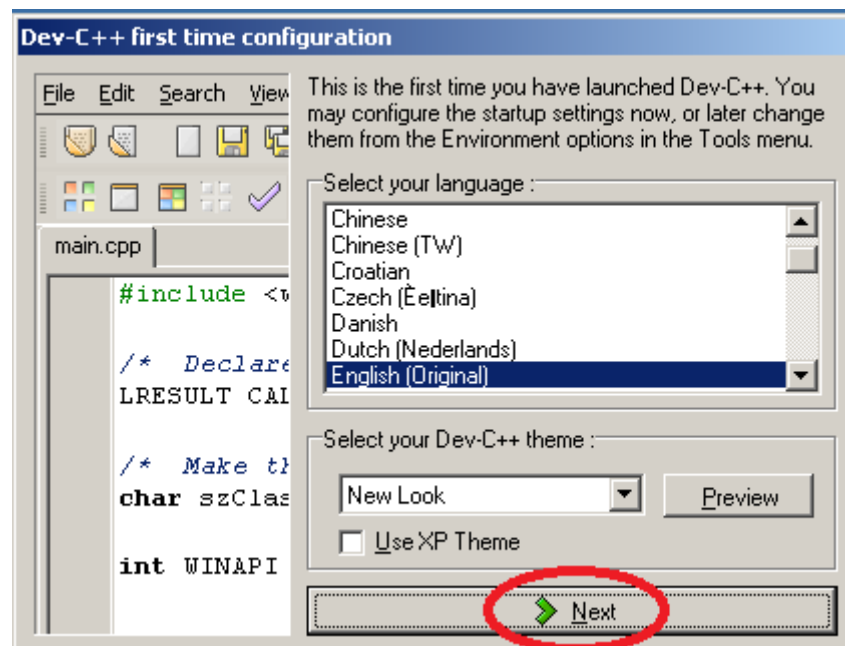 Dev-C++ first time configuration
File Edit Search View
main.cpp
#include <w
/* Declare
LRESULT CAL
/* Make th
char szClas
int WINAPI
This is the first time you have launched Dev-C++. You
may configure the startup settings now, or later change
them from the Environment options in the Tools menu.
Select your language :
Chinese
Chinese (TW)
Croatian
Czech (Èeština)
Danish
Dutch (Nederlands)
English (Original)
Select your Dev-C++ theme :
New Look
Preview
Use XP Theme
Next